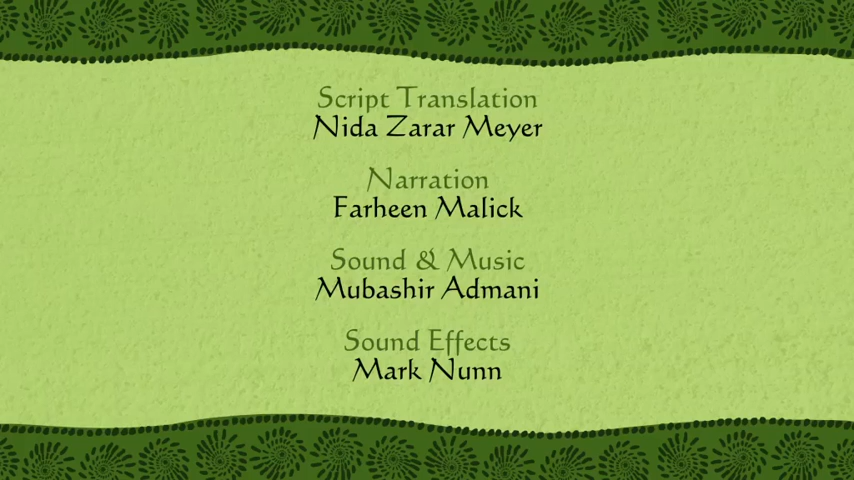 Script Translation
Nida Zarar Meyer
Narration
Farheen Malick
Sound & Music
Mubashir Admani
Sound Effects
Mark Nunn